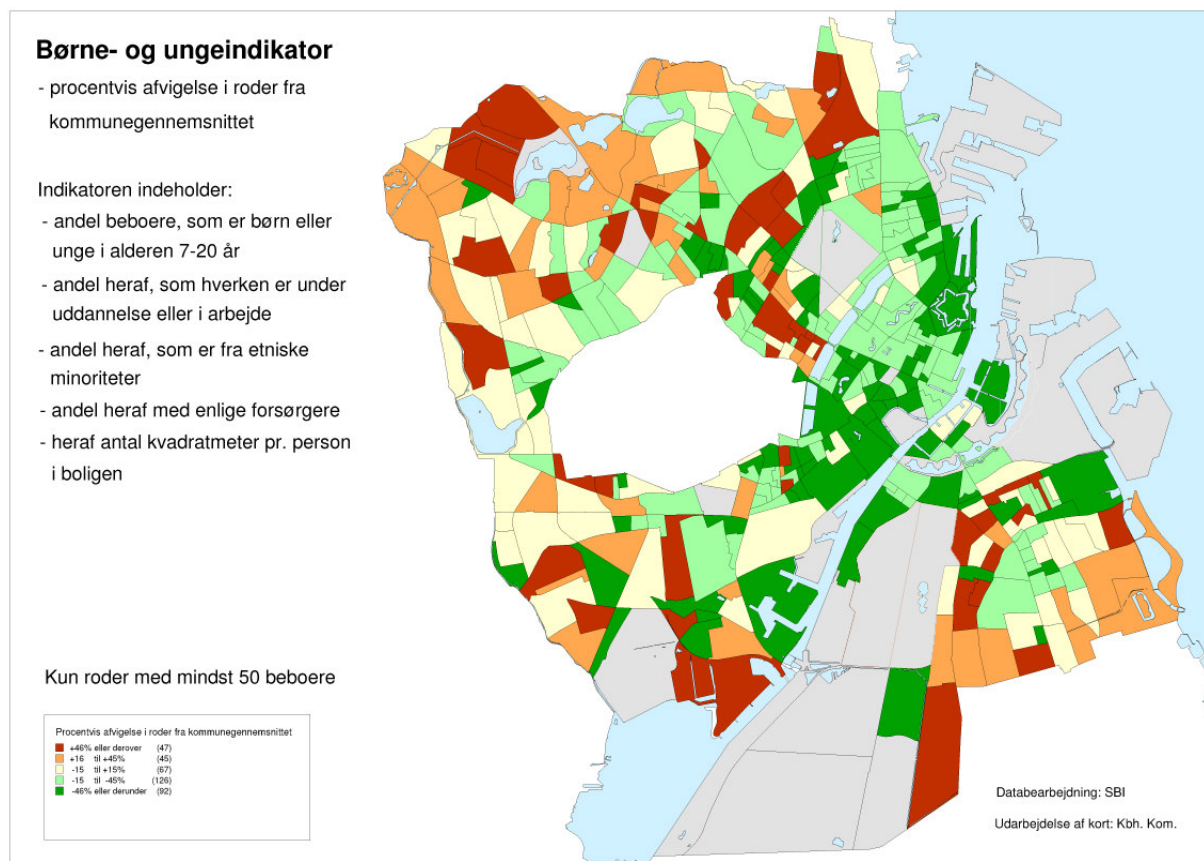 Børne- og ungeindikator
- procentvis afvigelse i roder fra
kommunegennemsnittet
Indikatoren indeholder:
- andel beboere, som er børn eller
unge i alderen 7-20 år
- andel heraf, som hverken er under
uddannelse eller i arbejde
- andel heraf, som er fra etniske
minoriteter
- andel heraf med enlige forsørgere
- heraf antal kvadratmeter pr. person
i boligen
Kun roder med mindst 50 beboere
Procentvis afvigelse i roder fra kommunegennemsnittet
+46% eller derover (47)
+16 til +45% (45)
-15 til +15% (67)
-15 til -45% (126)
-46% eller derunder (92)
Databearbejdning: SBI
Udarbejdelse af kort: Kbh. Kom.